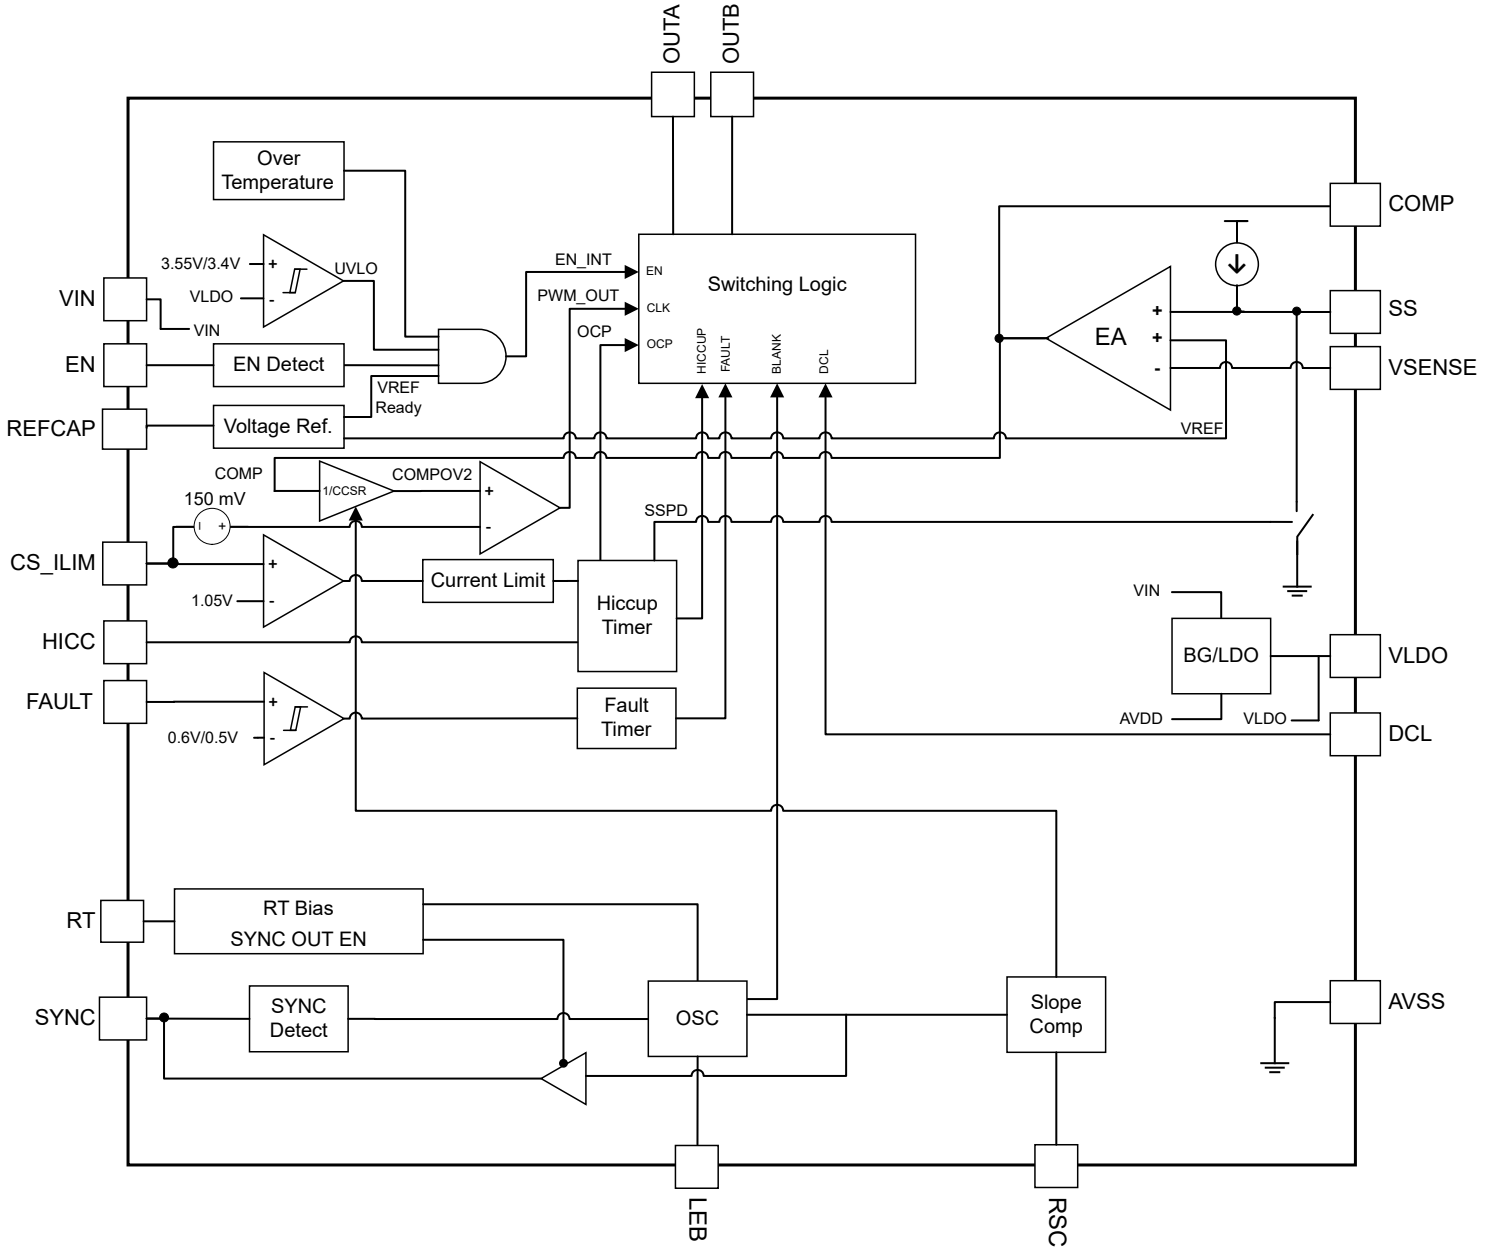 OUTA
OUTB
Over
Temperature
COMP
3.55V/3.4V
+
UVLO
EN_INT
EN
Switching Logic
VIN
VLDO
-
PWM_OUT
CLK
SS
VIN
OCP
OCP
HICCUP
FAULT
BLANK
DCL
+
EA
+
EN
EN Detect
-
VSENSE
VREF
Ready
REFCAP
Voltage Ref.
VREF
COMP
1/CCSR
COMPOV2
+
150 mV
SSPD
+
-
CS_ILIM
+
Current Limit
1.05V
-
Hiccup
Timer
VIN
HICC
BG/LDO
VLDO
FAULT
+
Fault
Timer
AVDD
VLDO
0.6V/0.5V
-
DCL
RT
RT Bias
SYNC OUT EN
SYNC
SYNC
Detect
OSC
Slope
Comp
AVSS
LEB
RSC